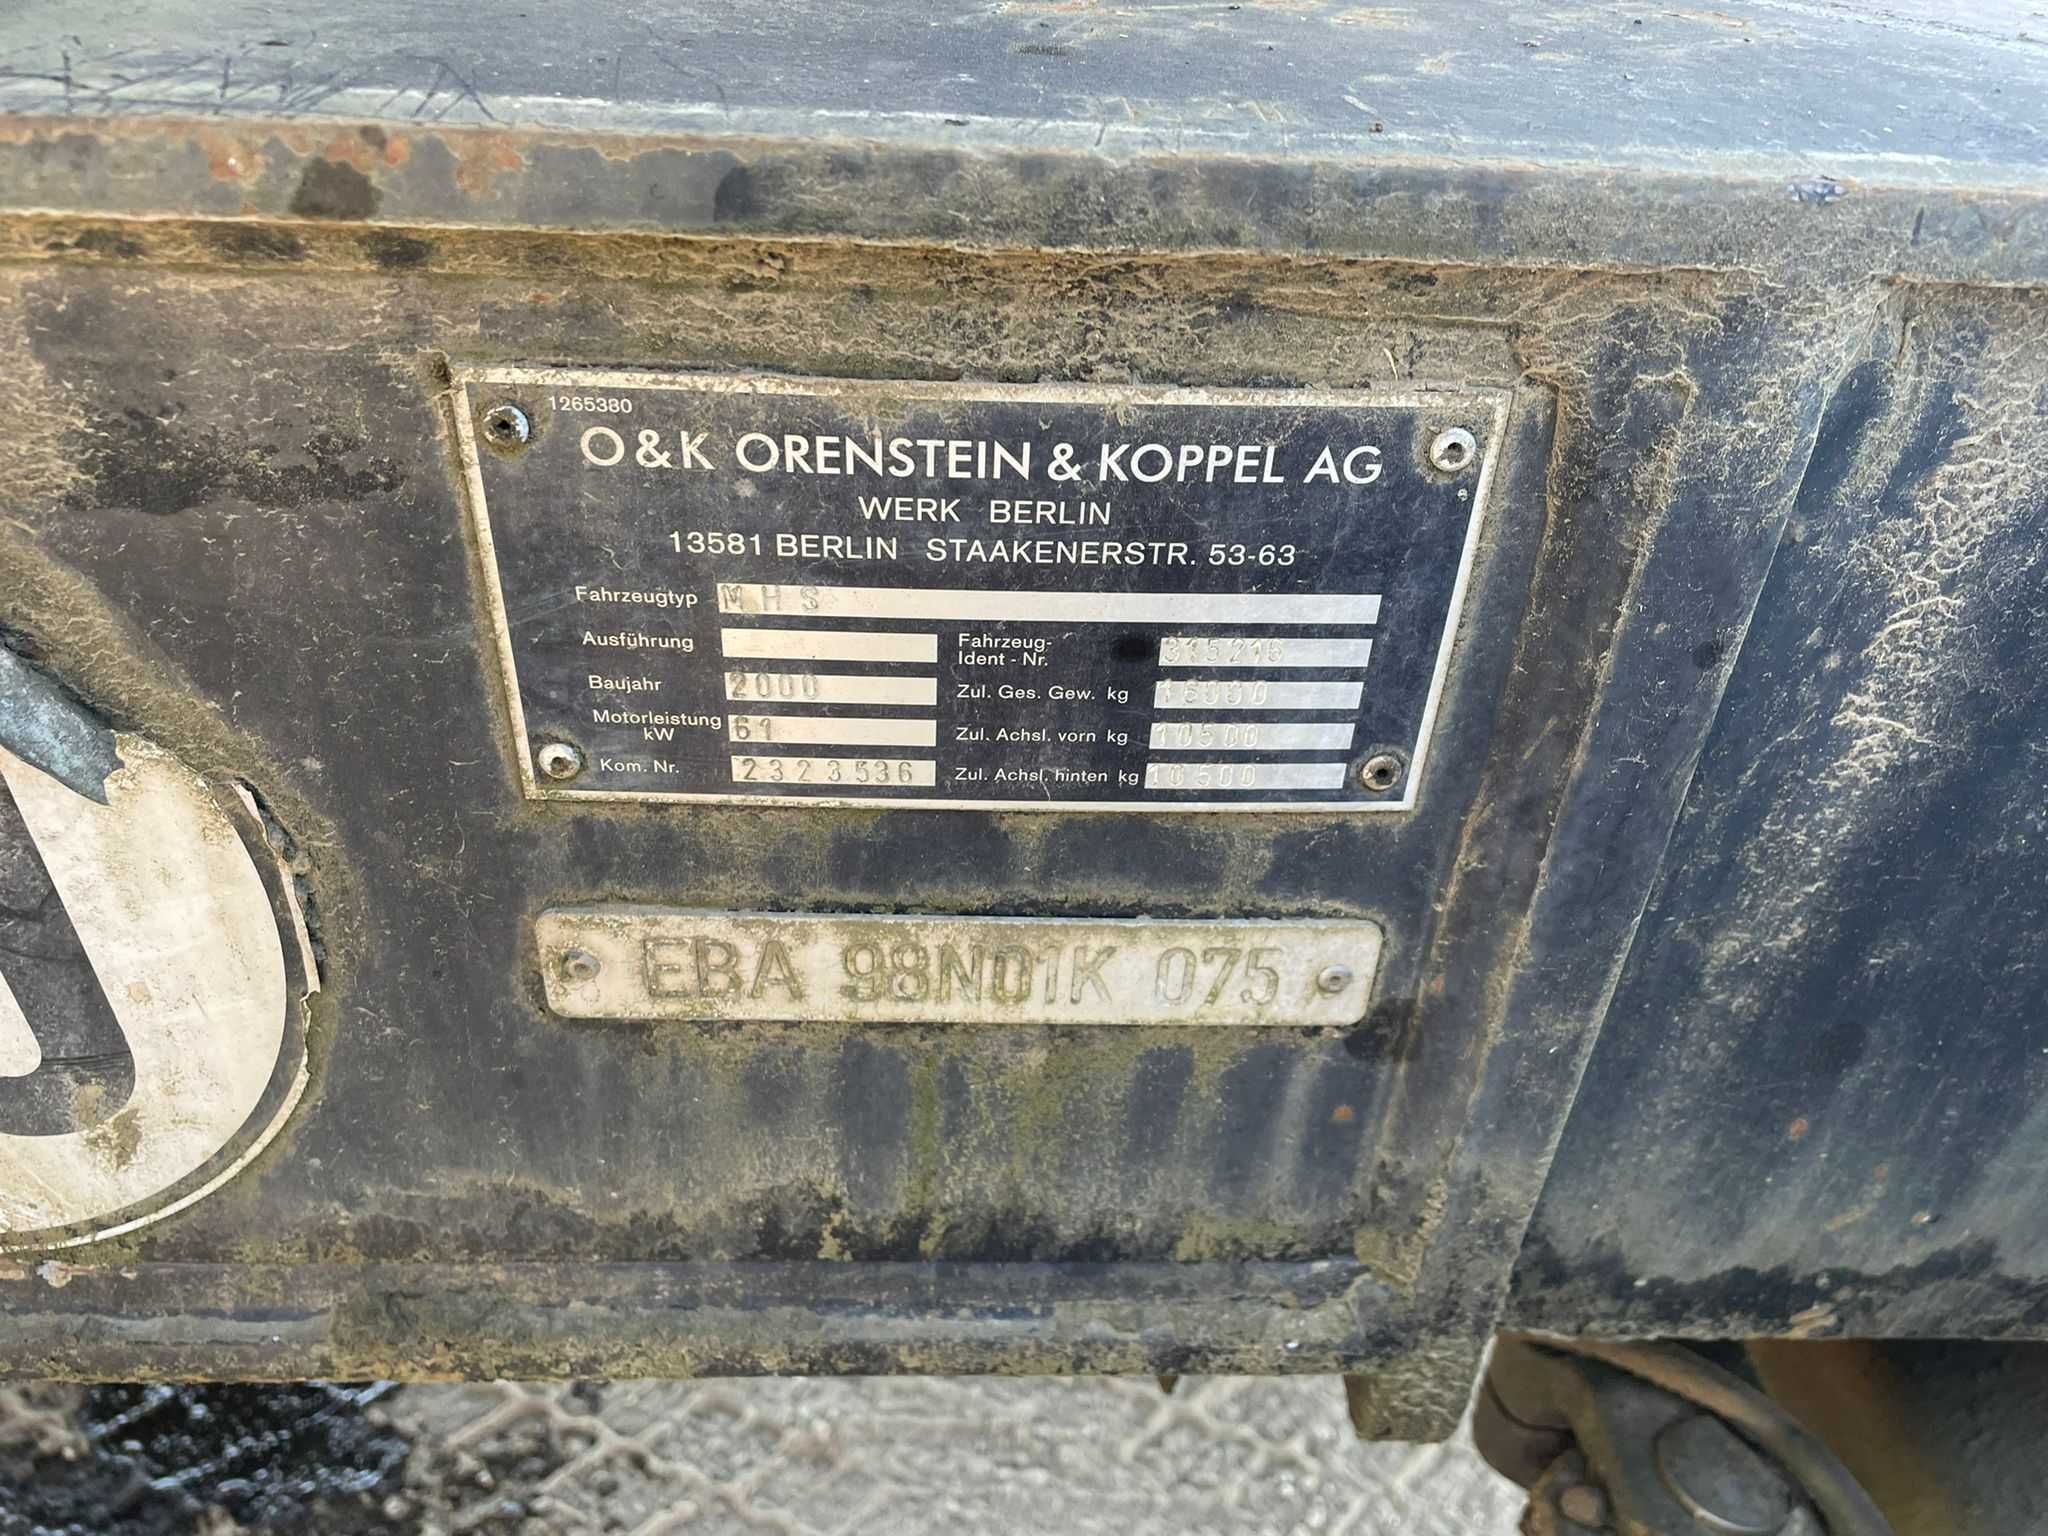 1265380
O & K ORENSTEIN & KOPPEL AG
WERK BERLIN
13581 BERLIN STAAKENERSTR. 53-63
Fahrzeugtyp MHS
Ausführung
Fahrzeug-
Ident - Nr. 315216
Baujahr 2000
Zul. Ges. Gew. kg 16000
Motorleistung
kW 61
Zul. Achsl. vorn kg 10500
Kom. Nr. 2323536
Zul. Achsl. hinten kg 10500
EBA 98N01K 075